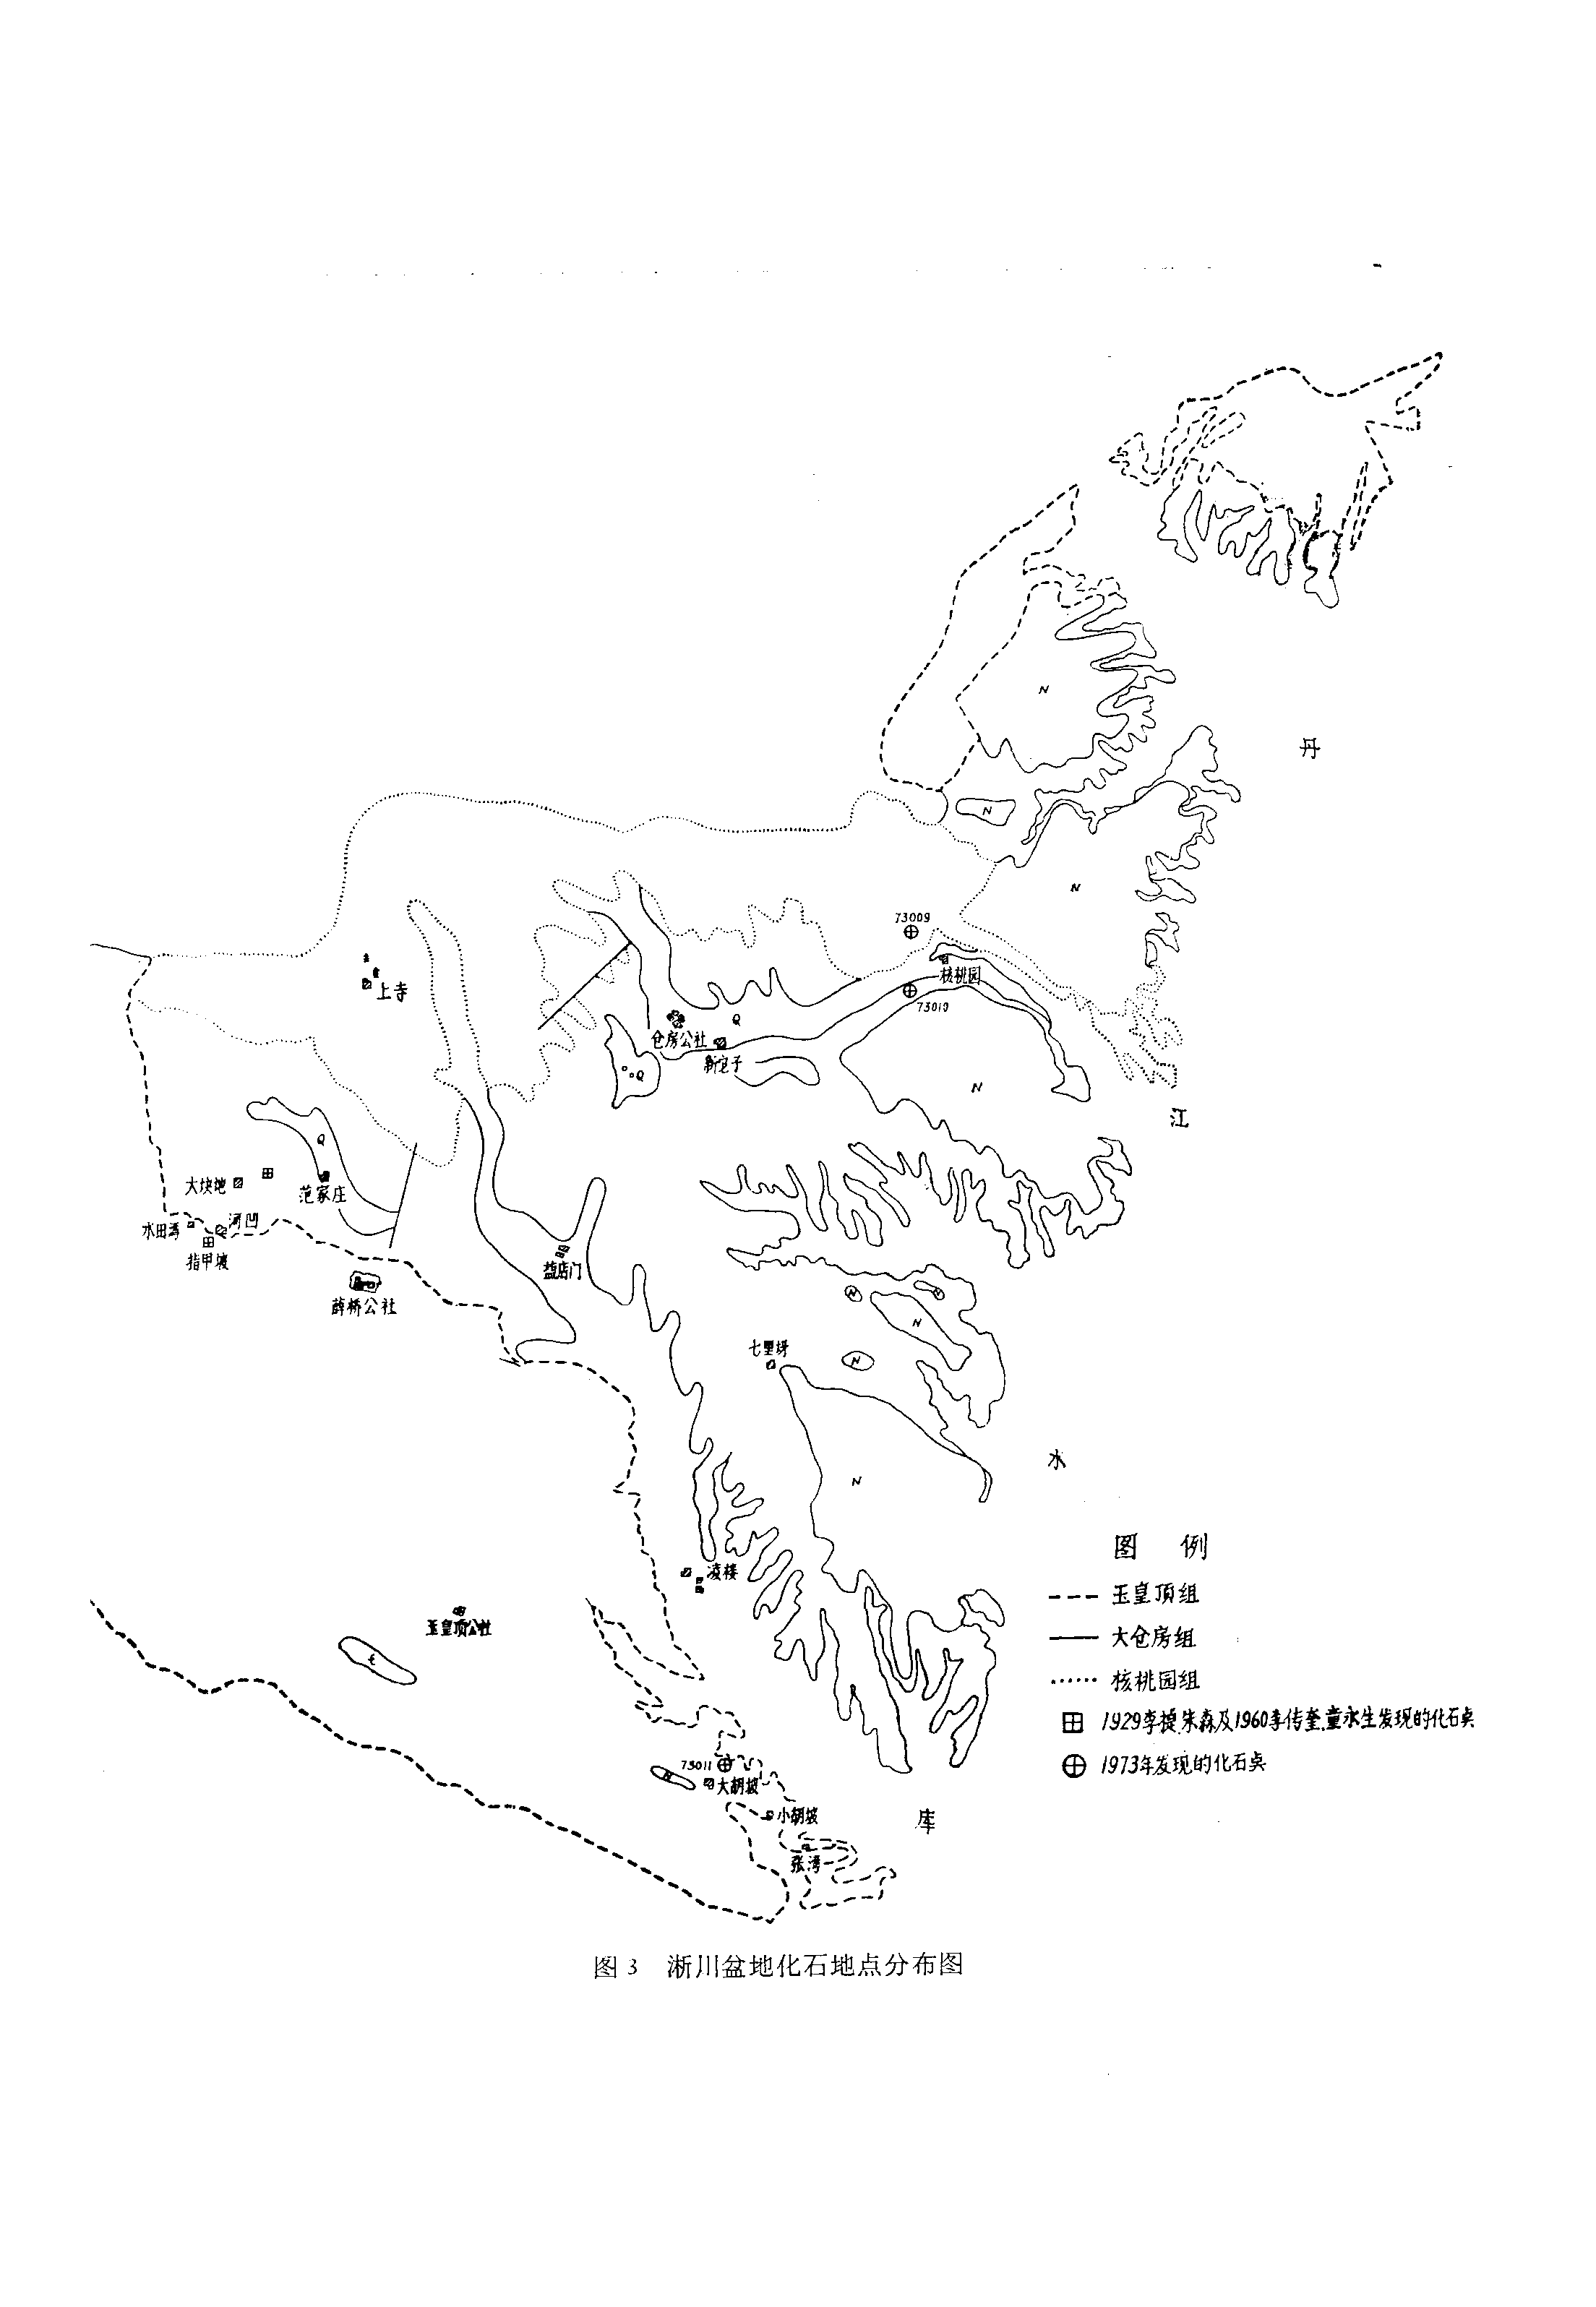 N
丹
N
N
73009
核桃园
73010
上寺
Q
仓房公社
Q
N
江
Q
大块地
范家庄
水田湾
河凹
指甲坡
薛桥公社
N
N
N
七里坪
N
水
N
图 例
玉皇顶组
大仓房组
核桃园组
1929李捷、朱森及1960李传夔、童永生发现的化石点
1973年发现的化石点
凌楼
玉皇顶公社
73011
N
大胡坡
小胡坡
张湾
库
图 3 淅川盆地化石地点分布图